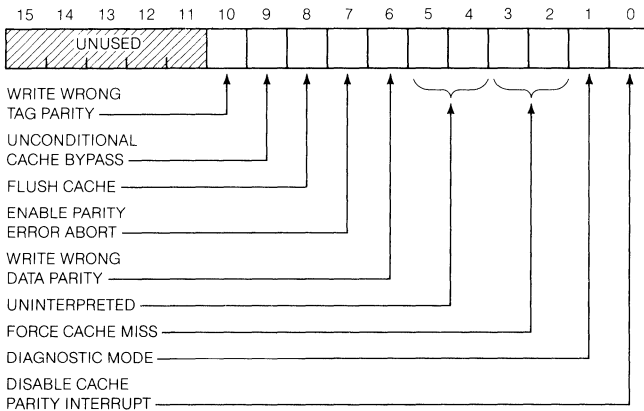 15 14 13 12 11 10 9 8 7 6 5 4 3 2 1 0
UNUSED
WRITE WRONG
TAG PARITY
UNCONDITIONAL
CACHE BYPASS
FLUSH CACHE
ENABLE PARITY
ERROR ABORT
WRITE WRONG
DATA PARITY
UNINTERPRETED
FORCE CACHE MISS
DIAGNOSTIC MODE
DISABLE CACHE
PARITY INTERRUPT